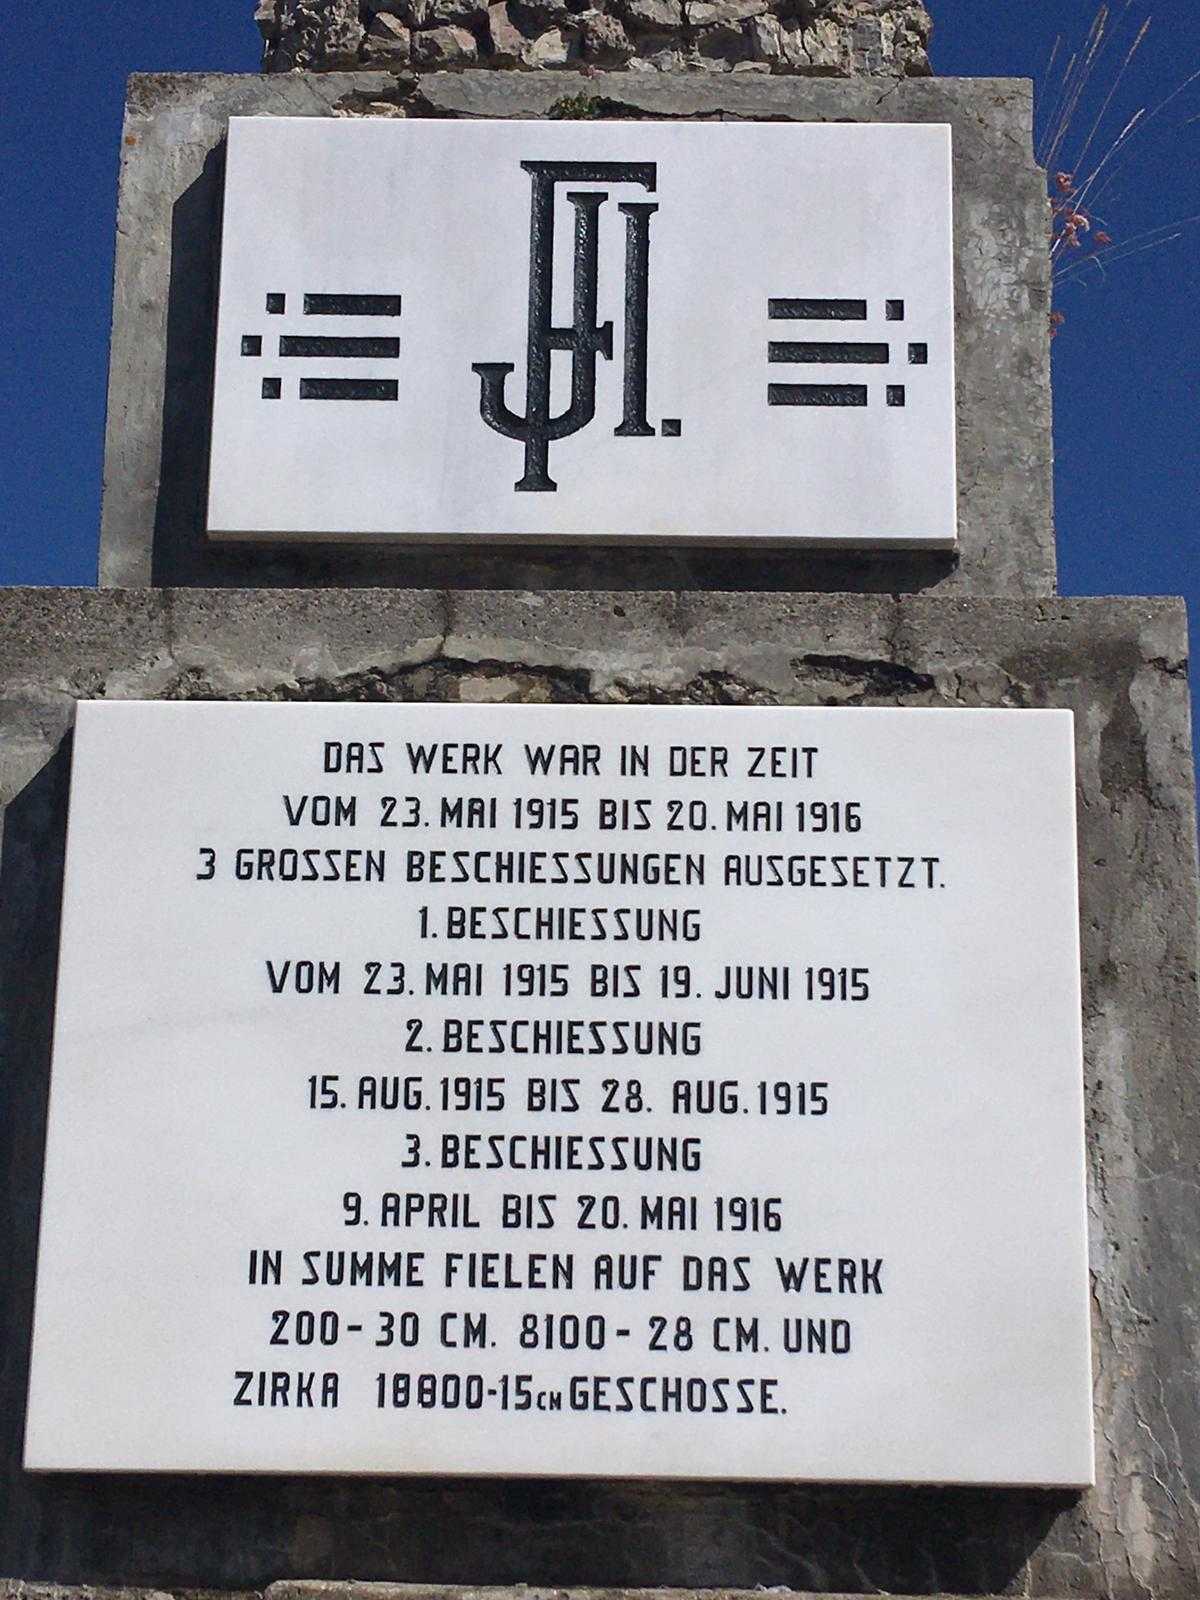 FJI.
DAS WERK WAR IN DER ZEIT
VOM 23. MAI 1915 BIS 20. MAI 1916
3 GROSSEN BESCHIESSUNGEN AUSGESETZT.
1. BESCHIESSUNG
VOM 23. MAI 1915 BIS 19. JUNI 1915
2. BESCHIESSUNG
15. AUG. 1915 BIS 28. AUG. 1915
3. BESCHIESSUNG
9. APRIL BIS 20. MAI 1916
IN SUMME FIELEN AUF DAS WERK
200-30 CM. 8100-28 CM. UND
ZIRKA 18800-15CM GESCHOSSE.